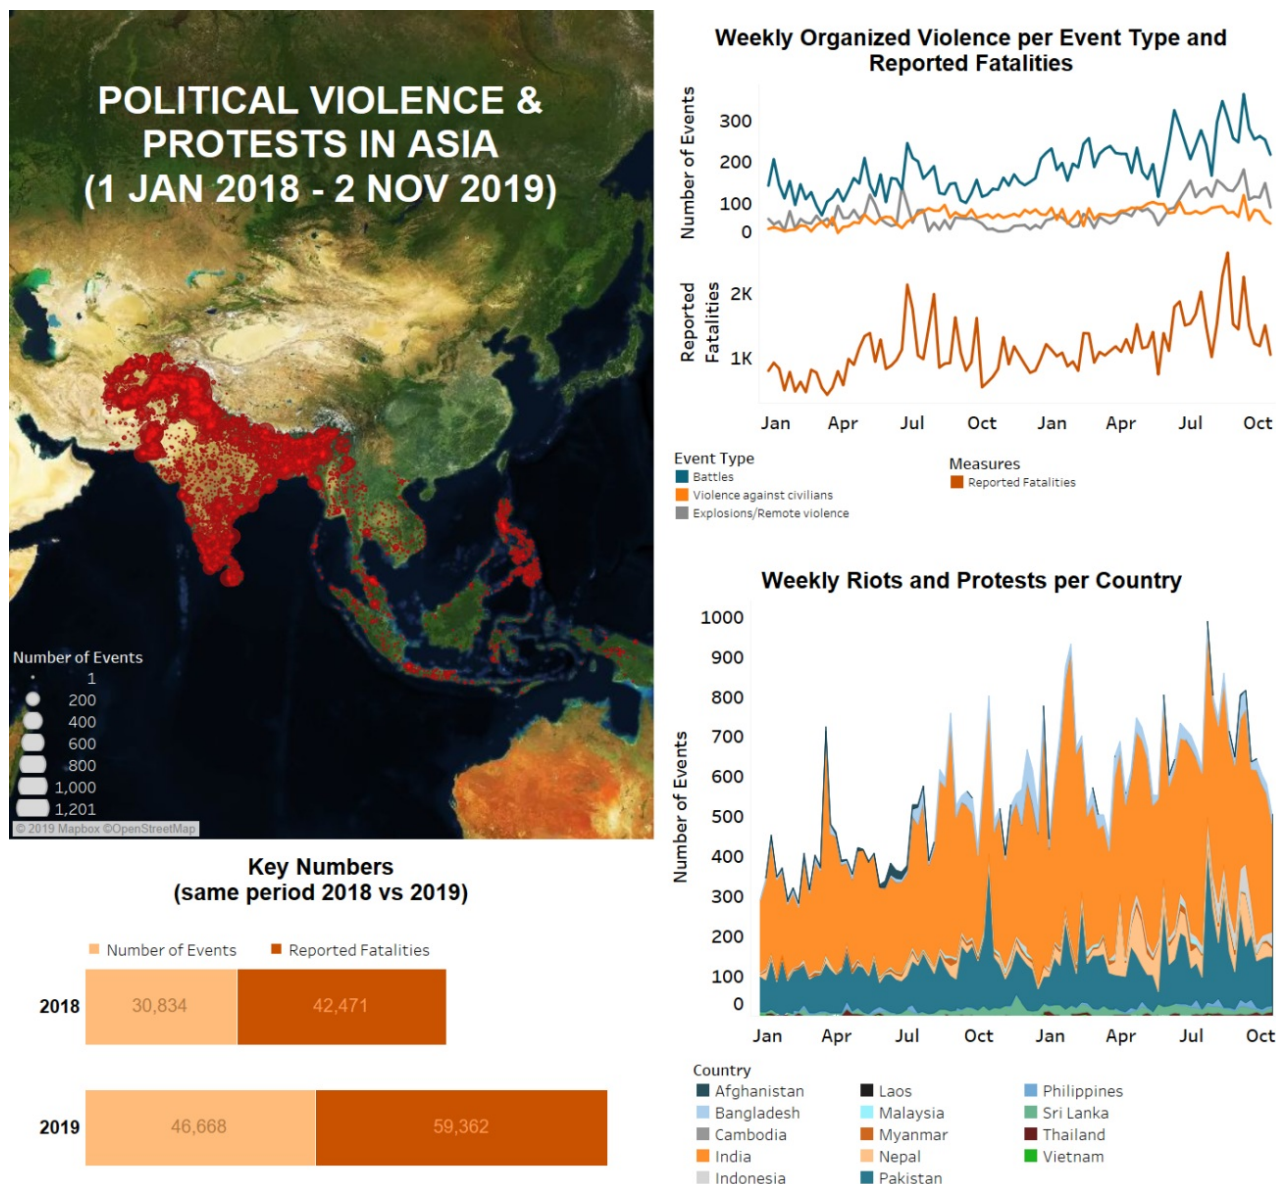 POLITICAL VIOLENCE &
PROTESTS IN ASIA
(1 JAN 2018 - 2 NOV 2019)
Number of Events
1
200
400
600
800
1,000
1,201
© 2019 Mapbox ©OpenStreetMap
Key Numbers
(same period 2018 vs 2019)
Number of Events Reported Fatalities
2018 30,834 42,471
2019 46,668 59,362
Weekly Organized Violence per Event Type and
Reported Fatalities
Number of Events
300
200
100
0
Reported
Fatalities
2K
1K
Jan Apr Jul Oct Jan Apr Jul Oct
Event Type
Battles
Violence against civilians
Explosions/Remote violence
Measures
Reported Fatalities
Weekly Riots and Protests per Country
Number of Events
1000
900
800
700
600
500
400
300
200
100
0
Jan Apr Jul Oct Jan Apr Jul Oct
Country
Afghanistan Laos Philippines
Bangladesh Malaysia Sri Lanka
Cambodia Myanmar Thailand
India Nepal Vietnam
Indonesia Pakistan